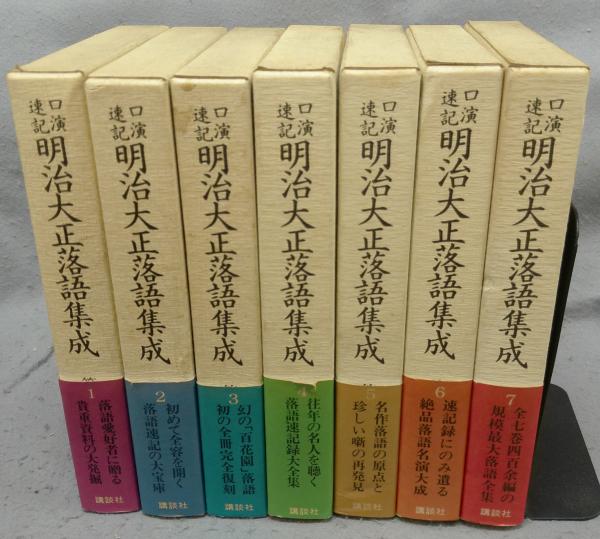 口演
速記
明治大正落語集成
1
落語愛好者に贈る
貴重資料の大発掘
講談社
口演
速記
明治大正落語集成
2
初めて全容を開く
落語速記の大宝庫
講談社
口演
速記
明治大正落語集成
3
幻の「百花園」落語
初の全冊完全復刻
講談社
口演
速記
明治大正落語集成
4
往年の名人を聴く
落語速記録大全集
講談社
口演
速記
明治大正落語集成
5
名作落語の原点と
珍しい噺の再発見
講談社
口演
速記
明治大正落語集成
6
速記録にのみ遺る
絶品落語名演大成
講談社
口演
速記
明治大正落語集成
7
全七巻四百余編の
規模最大落語全集
講談社